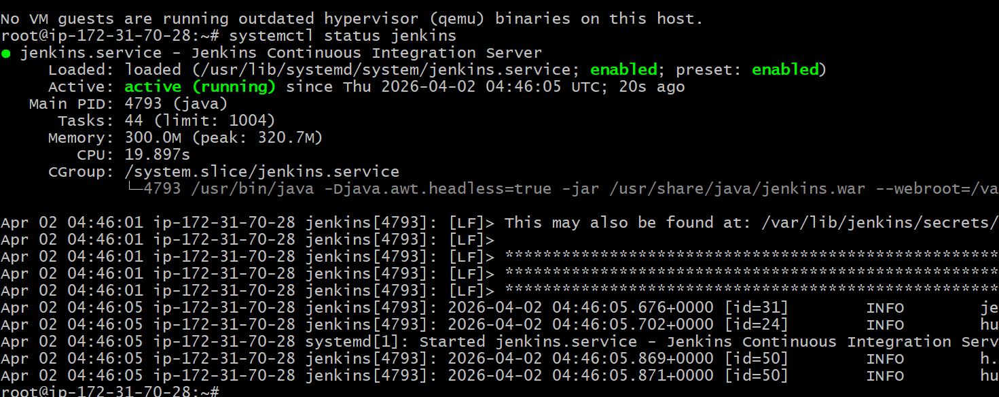 No VM guests are running outdated hypervisor (qemu) binaries on this host.
root@ip-172-31-70-28:~# systemctl status jenkins
● jenkins.service - Jenkins Continuous Integration Server
     Loaded: loaded (/usr/lib/systemd/system/jenkins.service; enabled; preset: enabled)
     Active: active (running) since Thu 2026-04-02 04:46:05 UTC; 20s ago
   Main PID: 4793 (java)
      Tasks: 44 (limit: 1004)
     Memory: 300.0M (peak: 320.7M)
        CPU: 19.897s
     CGroup: /system.slice/jenkins.service
             └─4793 /usr/bin/java -Djava.awt.headless=true -jar /usr/share/java/jenkins.war --webroot=/va
Apr 02 04:46:01 ip-172-31-70-28 jenkins[4793]: [LF]> This may also be found at: /var/lib/jenkins/secrets/
Apr 02 04:46:01 ip-172-31-70-28 jenkins[4793]: [LF]>
Apr 02 04:46:01 ip-172-31-70-28 jenkins[4793]: [LF]> ****************************************************
Apr 02 04:46:01 ip-172-31-70-28 jenkins[4793]: [LF]> ****************************************************
Apr 02 04:46:01 ip-172-31-70-28 jenkins[4793]: [LF]> ****************************************************
Apr 02 04:46:05 ip-172-31-70-28 jenkins[4793]: 2026-04-02 04:46:05.676+0000 [id=31]        INFO        je
Apr 02 04:46:05 ip-172-31-70-28 jenkins[4793]: 2026-04-02 04:46:05.702+0000 [id=24]        INFO        hu
Apr 02 04:46:05 ip-172-31-70-28 systemd[1]: Started jenkins.service - Jenkins Continuous Integration Serv
Apr 02 04:46:05 ip-172-31-70-28 jenkins[4793]: 2026-04-02 04:46:05.869+0000 [id=50]        INFO        h.
Apr 02 04:46:05 ip-172-31-70-28 jenkins[4793]: 2026-04-02 04:46:05.871+0000 [id=50]        INFO        hu
root@ip-172-31-70-28:~#